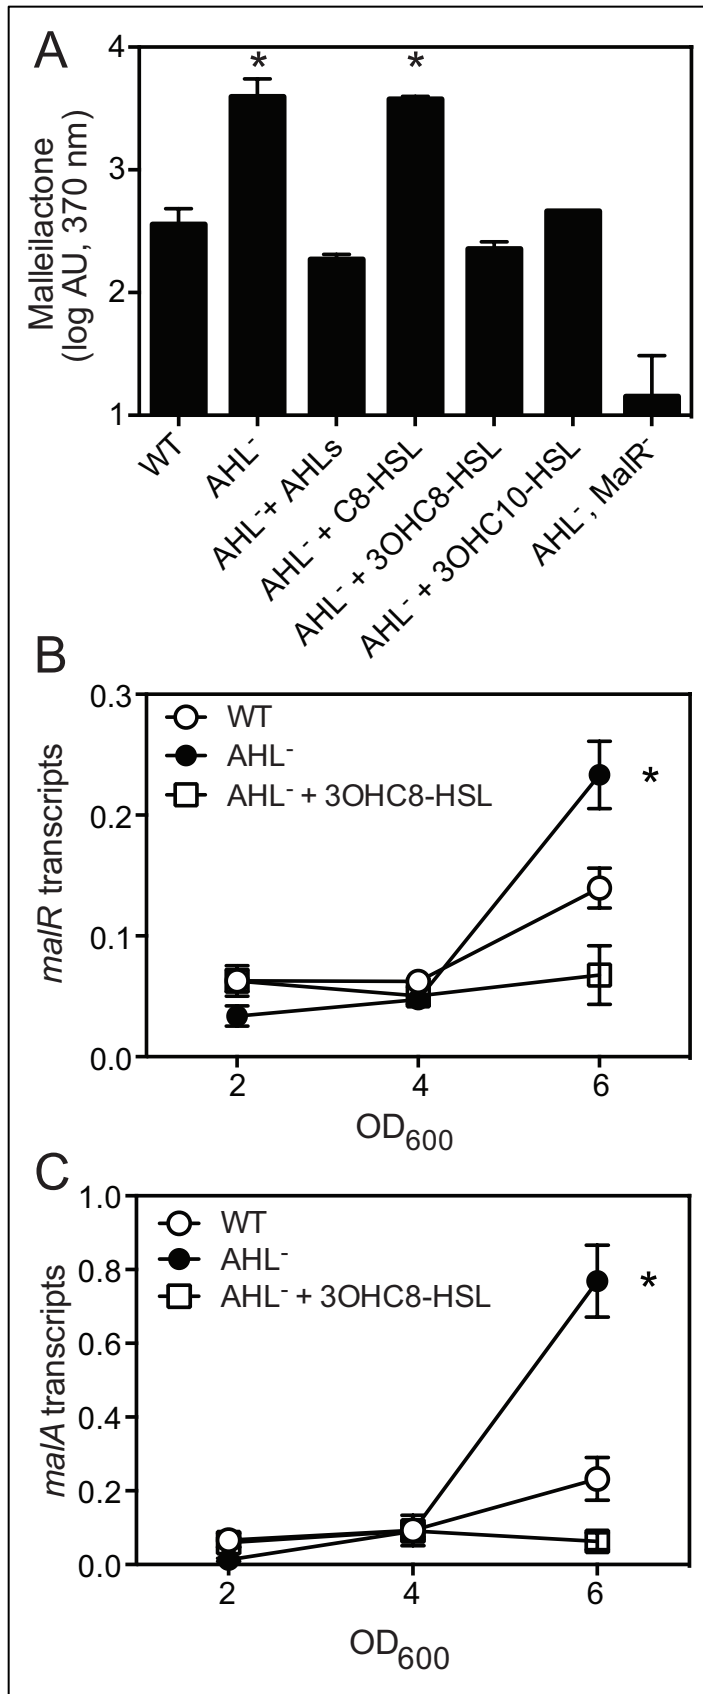 A
Malleilactone
(log AU, 370 nm)
4
3
2
1
* *
WT
AHL⁻
AHL⁻+ AHLs
AHL⁻ + C8-HSL
AHL⁻ + 3OHC8-HSL
AHL⁻ + 3OHC10-HSL
AHL⁻, MalR⁻
B
malR transcripts
0.3
0.2
0.1
0.0
WT
AHL⁻
AHL⁻ + 3OHC8-HSL
*
2 4 6
OD₆₀₀
C
malA transcripts
1.0
0.8
0.6
0.4
0.2
0.0
WT
AHL⁻
AHL⁻ + 3OHC8-HSL
*
2 4 6
OD₆₀₀